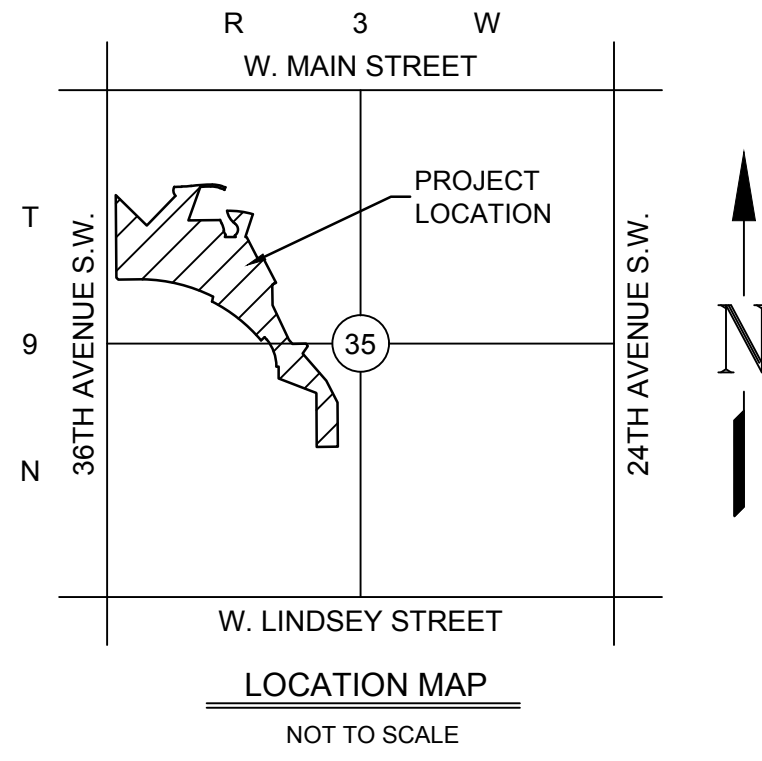 R 3 W
W. MAIN STREET
T
9
N
36TH AVENUE S.W.
PROJECT
LOCATION
35
24TH AVENUE S.W.
N
W. LINDSEY STREET
LOCATION MAP
NOT TO SCALE